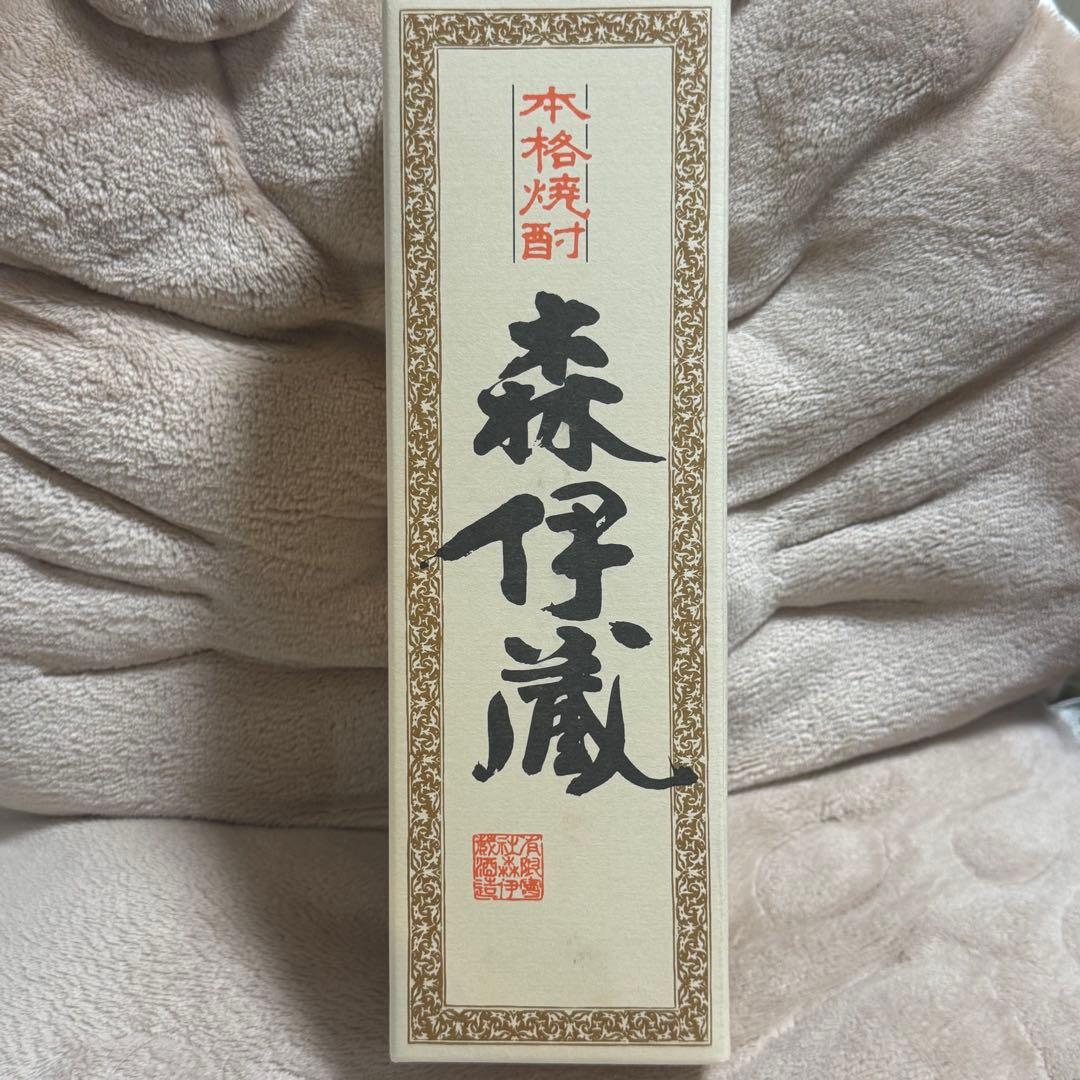 本格焼酎
森伊蔵
有限会
社森伊
蔵酒造